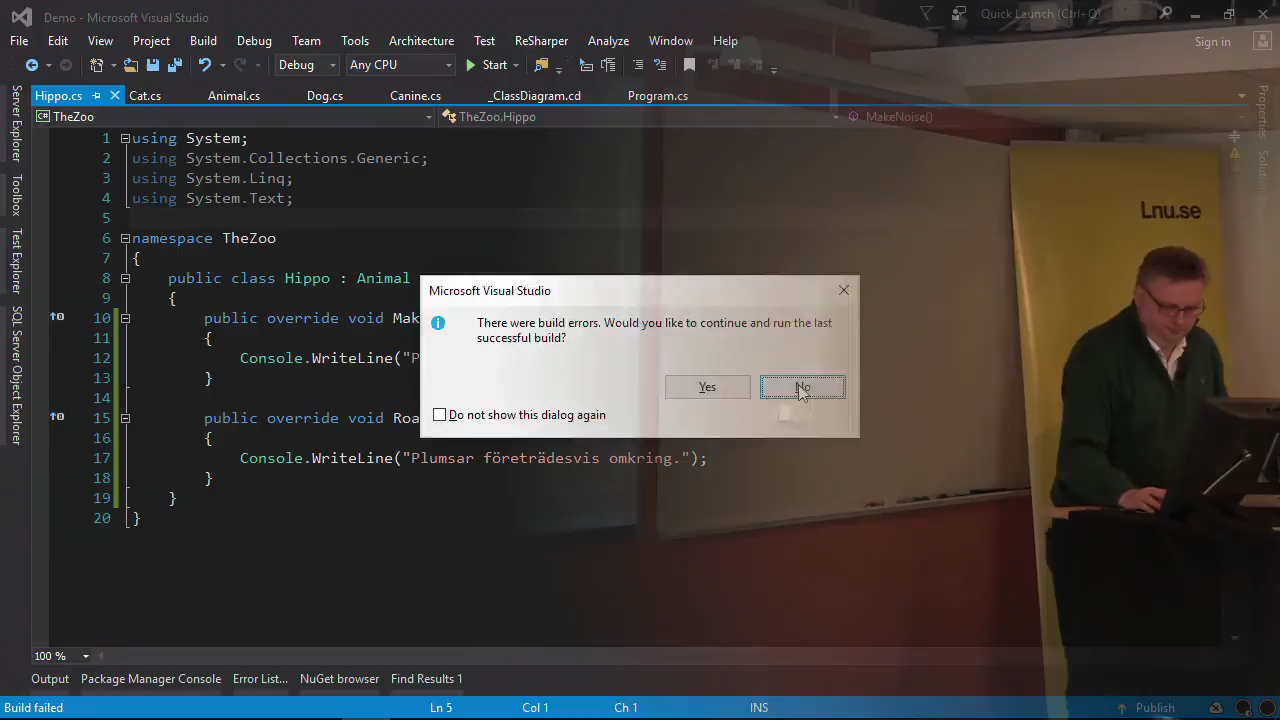 Demo - Microsoft Visual Studio
Quick Launch (Ctrl+Q)
File Edit View Project Build Debug Team Tools Architecture Test ReSharper Analyze Window Help
Sign in
Debug Any CPU Start
Hippo.cs Cat.cs Animal.cs Dog.cs Canine.cs _ClassDiagram.cd Program.cs
TheZoo TheZoo.Hippo MakeNoise()
Server Explorer
Toolbox
Test Explorer
SQL Server Object Explorer
Properties
1 using System;
2 using System.Collections.Generic;
3 using System.Linq;
4 using System.Text;
5
6 namespace TheZoo
7 {
8 public class Hippo : Animal
9 {
10 public override void Mak
11 {
12 Console.WriteLine("P
13 }
14
15 public override void Roa
16 {
17 Console.WriteLine("Plumsar företrädesvis omkring.");
18 }
19 }
20 }
Microsoft Visual Studio
There were build errors. Would you like to continue and run the last
successful build?
Yes No
Do not show this dialog again
Lnu.se
100 %
Output Package Manager Console Error List... NuGet browser Find Results 1
Build failed Ln 5 Col 1 Ch 1 INS Publish